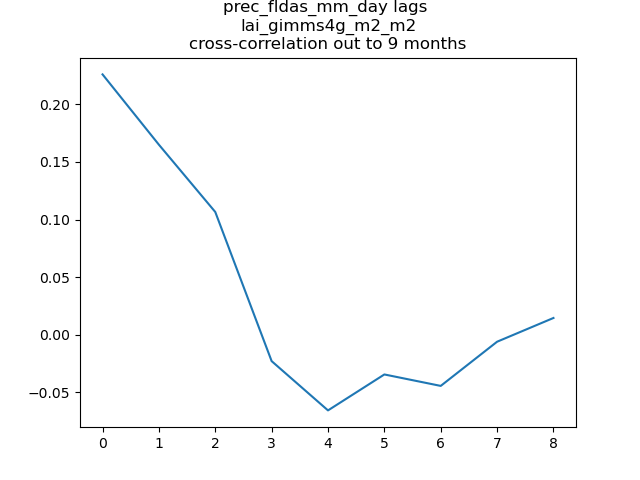 prec_fldas_mm_day lags
lai_gimms4g_m2_m2
cross-correlation out to 9 months
0.20
0.15
0.10
0.05
0.00
−0.05
0 1 2 3 4 5 6 7 8